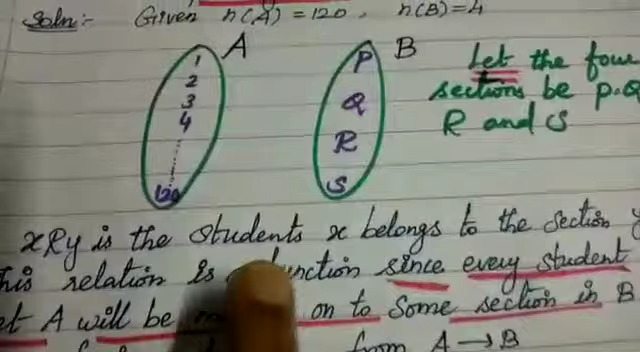 Soln:- Given n(A) = 120, n(B) = 4
A
1
2
3
4
120
B
P
Q
R
S
Let the four
sections be P.Q
R and S
xRy is the students x belongs to the section y
his relation is function since every student
et A will be on to some section in B
from A → B